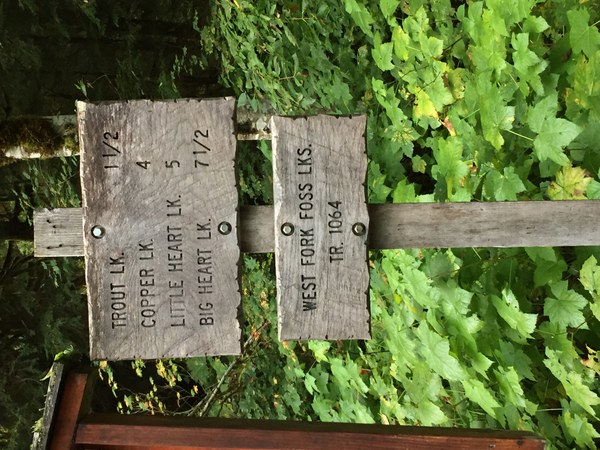 TROUT LK. 1 1/2
COPPER LK. 4
LITTLE HEART LK. 5
BIG HEART LK. 7 1/2
WEST FORK FOSS LKS.
TR. 1064